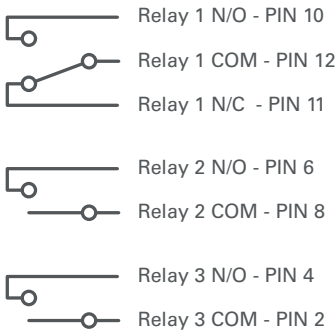 Relay 1 N/O - PIN 10
Relay 1 COM - PIN 12
Relay 1 N/C - PIN 11
Relay 2 N/O - PIN 6
Relay 2 COM - PIN 8
Relay 3 N/O - PIN 4
Relay 3 COM - PIN 2